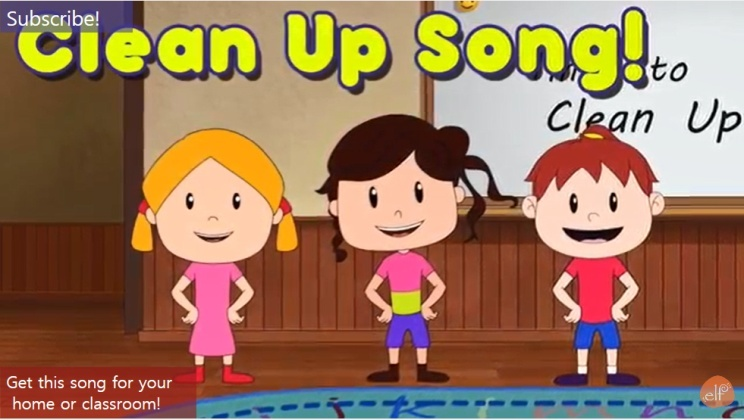 Subscribe!
Clean Up Song!
to
Clean Up
Get this song for your
home or classroom!
elf